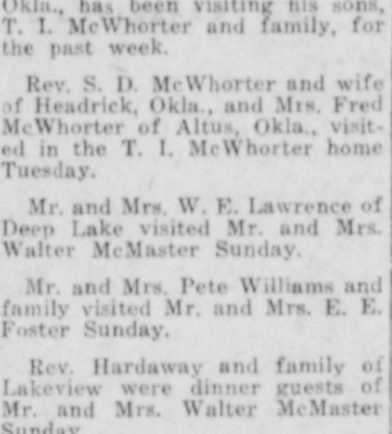 Okla., has been visiting his sons,
T. I. McWhorter and family, for
the past week.
Rev. S. D. McWhorter and wife
of Headrick, Okla., and Mrs. Fred
McWhorter of Altus, Okla., visit-
ed in the T. I. McWhorter home
Tuesday.
Mr. and Mrs. W. E. Lawrence of
Deep Lake visited Mr. and Mrs.
Walter McMaster Sunday.
Mr. and Mrs. Pete Williams and
family visited Mr. and Mrs. E. E.
Foster Sunday.
Rev. Hardaway and family of
Lakeview were dinner guests of
Mr. and Mrs. Walter McMaster
Sunday